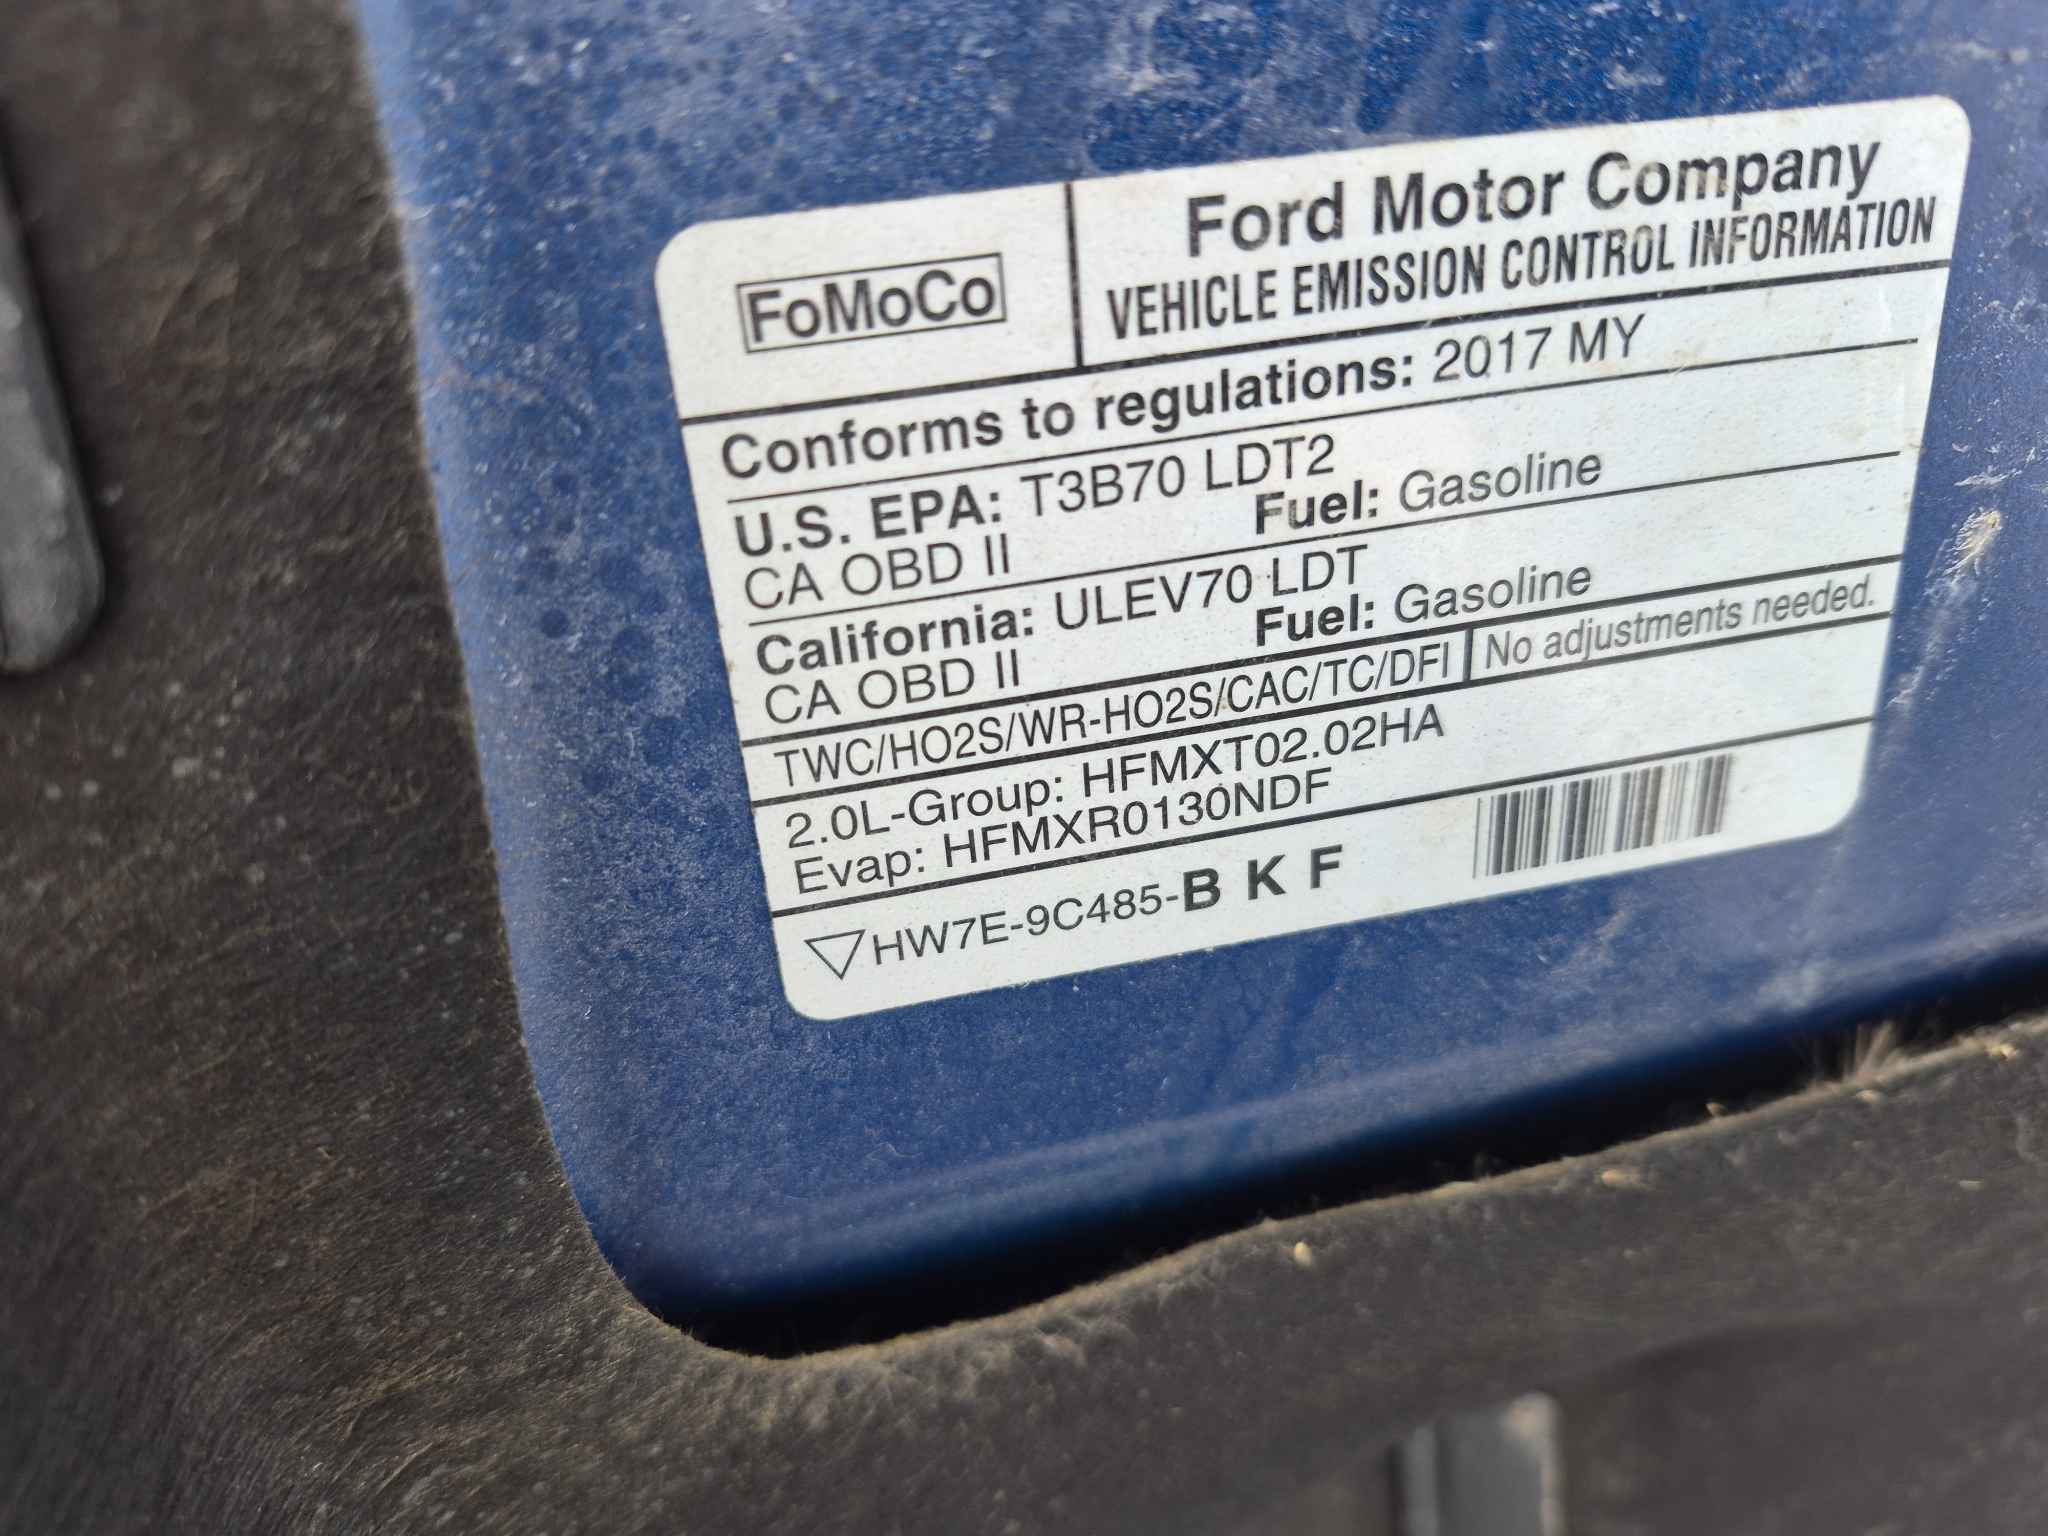 FoMoCo
Ford Motor Company
VEHICLE EMISSION CONTROL INFORMATION
Conforms to regulations: 2017 MY
U.S. EPA: T3B70 LDT2
CA OBD II Fuel: Gasoline
California: ULEV70 LDT
CA OBD II Fuel: Gasoline
TWC/HO2S/WR-HO2S/CAC/TC/DFI No adjustments needed.
2.0L-Group: HFMXT02.02HA
Evap: HFMXR0130NDF
HW7E-9C485-B K F